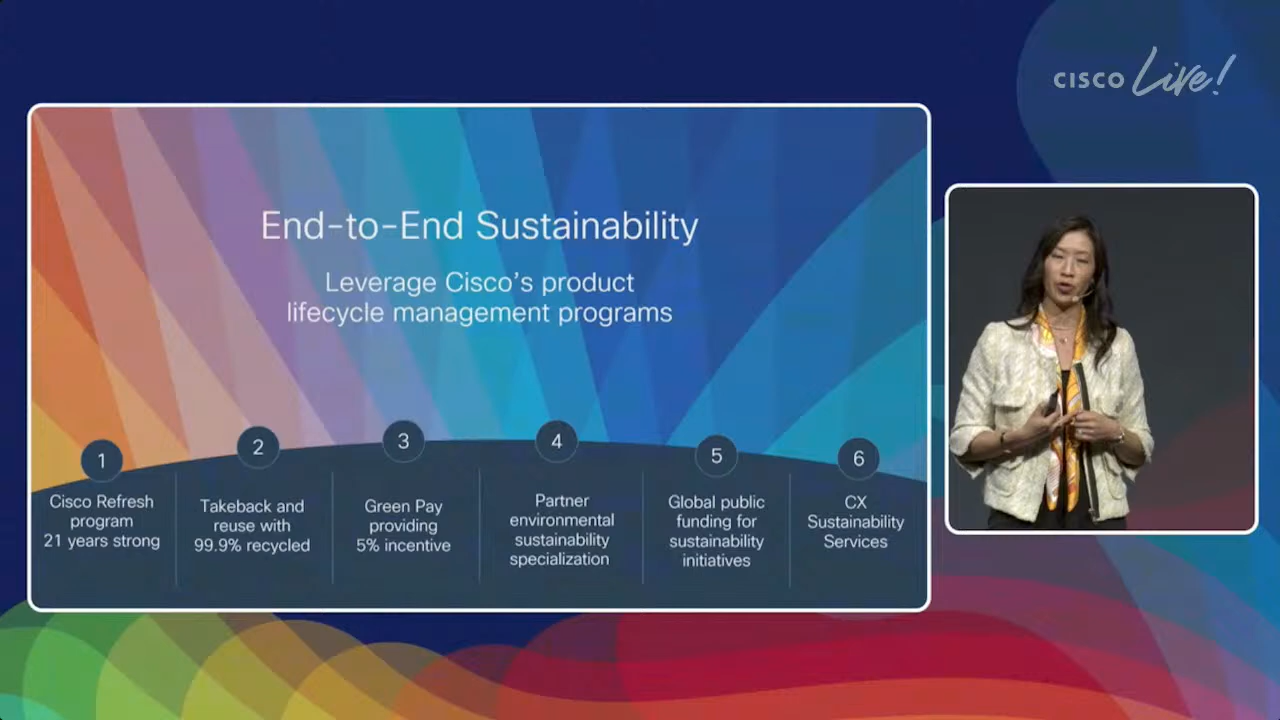 CISCO Live!
End-to-End Sustainability
Leverage Cisco's product
lifecycle management programs
1
Cisco Refresh
program
21 years strong
2
Takeback and
reuse with
99.9% recycled
3
Green Pay
providing
5% incentive
4
Partner
environmental
sustainability
specialization
5
Global public
funding for
sustainability
initiatives
6
CX
Sustainability
Services